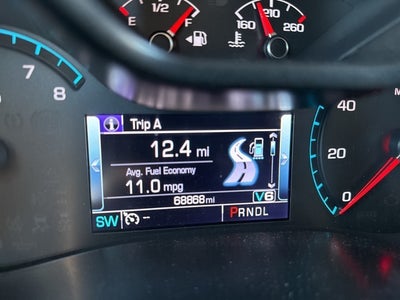 E 1/2 F
160 210 260
7
8
Trip A
12.4 mi
Avg. Fuel Economy
11.0 mpg
68868mi
V6
SW --
PRNDL
40
20
0
M